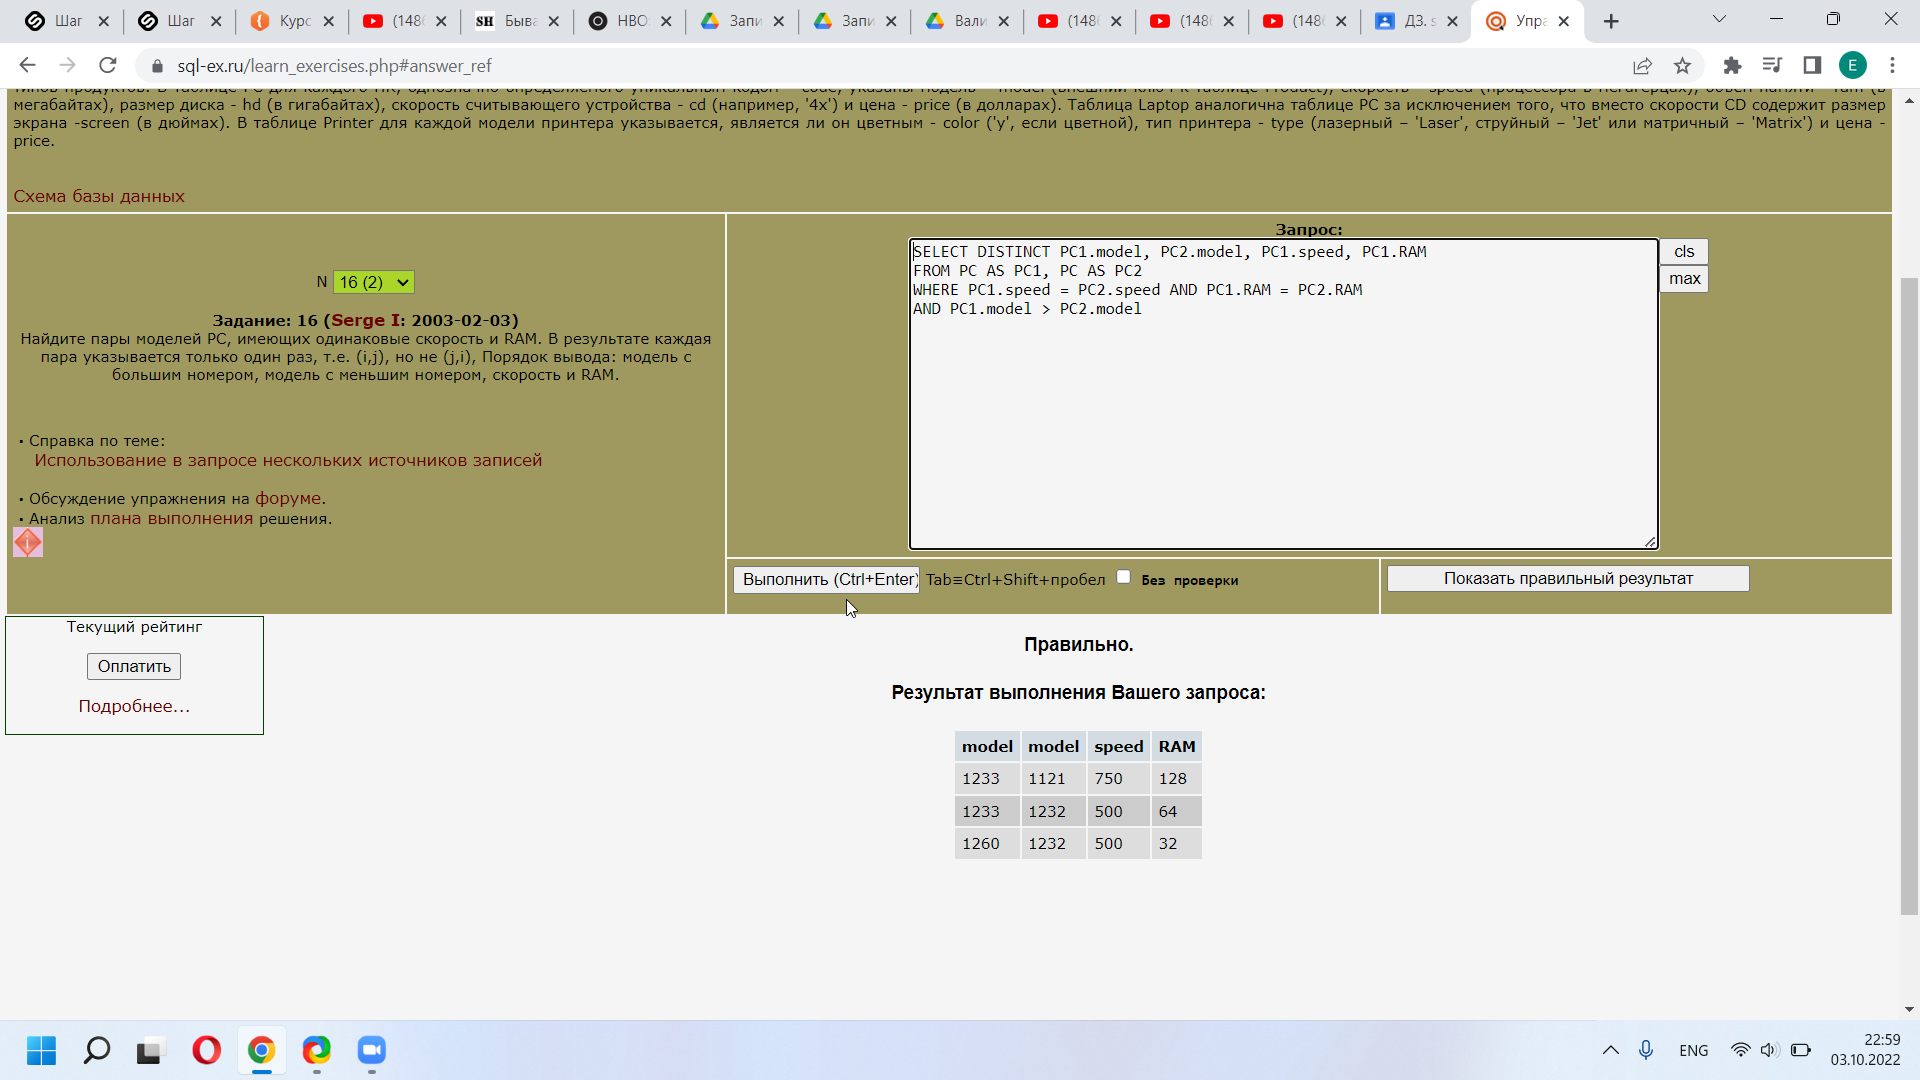 Шаг
Шаг
Курс
(148
SH Быва
HBO:
Запи
Запи
Вали
(148
(148
(148
ДЗ. s
Упра
sql-ex.ru/learn_exercises.php#answer_ref
E
мегабайтах), размер диска - hd (в гигабайтах), скорость считывающего устройства - cd (например, '4x') и цена - price (в долларах). Таблица Laptop аналогична таблице PC за исключением того, что вместо скорости CD содержит размер
экрана -screen (в дюймах). В таблице Printer для каждой модели принтера указывается, является ли он цветным - color ('y', если цветной), тип принтера - type (лазерный – 'Laser', струйный – 'Jet' или матричный – 'Matrix') и цена -
price.
Схема базы данных
N 16 (2)
Задание: 16 (Serge I: 2003-02-03)
Найдите пары моделей PC, имеющих одинаковые скорость и RAM. В результате каждая
пара указывается только один раз, т.е. (i,j), но не (j,i), Порядок вывода: модель с
большим номером, модель с меньшим номером, скорость и RAM.
• Справка по теме:
Использование в запросе нескольких источников записей
• Обсуждение упражнения на форуме.
• Анализ плана выполнения решения.
Запрос:
SELECT DISTINCT PC1.model, PC2.model, PC1.speed, PC1.RAM
FROM PC AS PC1, PC AS PC2
WHERE PC1.speed = PC2.speed AND PC1.RAM = PC2.RAM
AND PC1.model > PC2.model
cls
max
Выполнить (Ctrl+Enter) Tab≡Ctrl+Shift+пробел Без проверки
Показать правильный результат
Текущий рейтинг
Оплатить
Подробнее...
Правильно.
Результат выполнения Вашего запроса:
model model speed RAM
1233 1121 750 128
1233 1232 500 64
1260 1232 500 32
ENG
22:59
03.10.2022